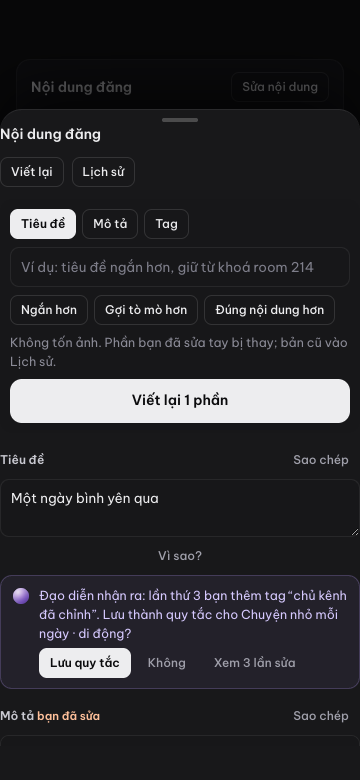 Nội dung đăng
Sửa nội dung
Nội dung đăng
Viết lại
Lịch sử
Tiêu đề
Mô tả
Tag
Ví dụ: tiêu đề ngắn hơn, giữ từ khoá room 214
Ngắn hơn
Gợi tò mò hơn
Đúng nội dung hơn
Không tốn ảnh. Phần bạn đã sửa tay bị thay; bản cũ vào
Lịch sử.
Viết lại 1 phần
Tiêu đề
Sao chép
Một ngày bình yên qua
Vì sao?
Đạo diễn nhận ra: lần thứ 3 bạn thêm tag “chủ kênh
đã chỉnh”. Lưu thành quy tắc cho Chuyện nhỏ mỗi
ngày · di động?
Lưu quy tắc
Không
Xem 3 lần sửa
Mô tả bạn đã sửa
Sao chép